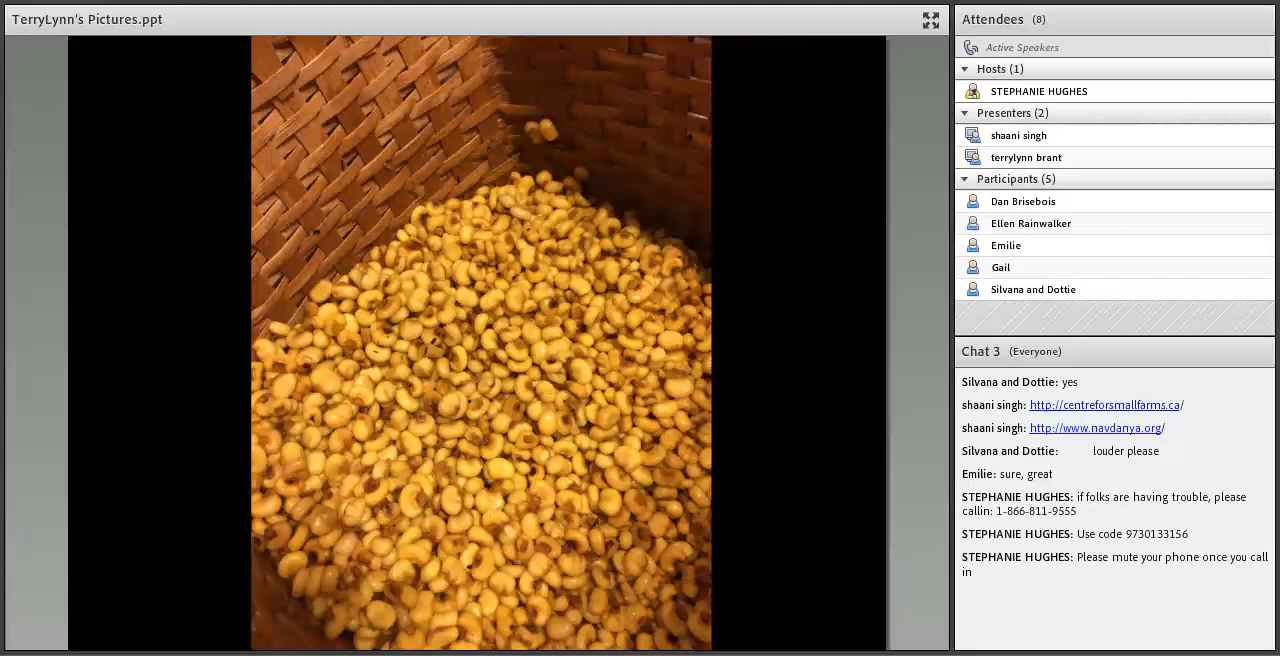 TerryLynn's Pictures.ppt
Attendees (8)
Active Speakers
Hosts (1)
STEPHANIE HUGHES
Presenters (2)
shaani singh
terrylynn brant
Participants (5)
Dan Brisebois
Ellen Rainwalker
Emilie
Gail
Silvana and Dottie
Chat 3 (Everyone)
Silvana and Dottie: yes
shaani singh: http://centreforsmallfarms.ca/
shaani singh: http://www.navdanya.org/
Silvana and Dottie: louder please
Emilie: sure, great
STEPHANIE HUGHES: if folks are having trouble, please
callin: 1-866-811-9555
STEPHANIE HUGHES: Use code 9730133156
STEPHANIE HUGHES: Please mute your phone once you call
in